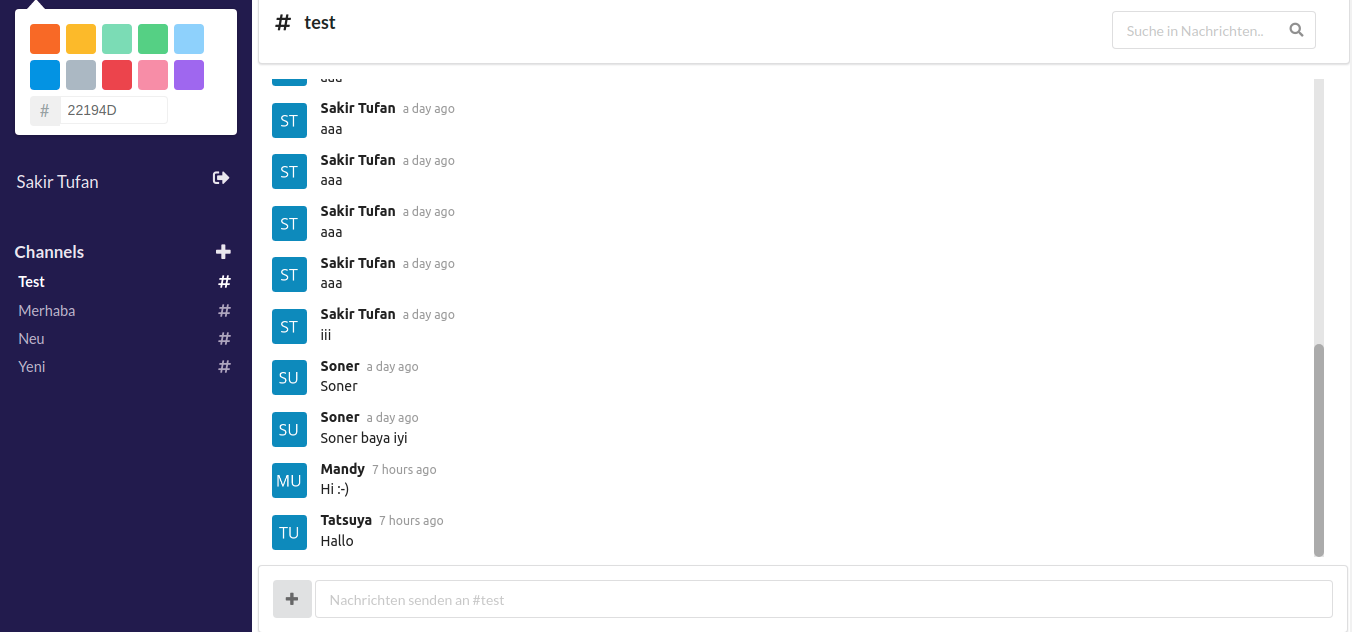 # 22194D
Sakir Tufan
Channels
Test #
Merhaba #
Neu #
Yeni #
# test
Suche in Nachrichten..
aaa
ST Sakir Tufan a day ago
aaa
ST Sakir Tufan a day ago
aaa
ST Sakir Tufan a day ago
aaa
ST Sakir Tufan a day ago
aaa
ST Sakir Tufan a day ago
iii
SU Soner a day ago
Soner
SU Soner a day ago
Soner baya iyi
MU Mandy 7 hours ago
Hi :-)
TU Tatsuya 7 hours ago
Hallo
Nachrichten senden an #test